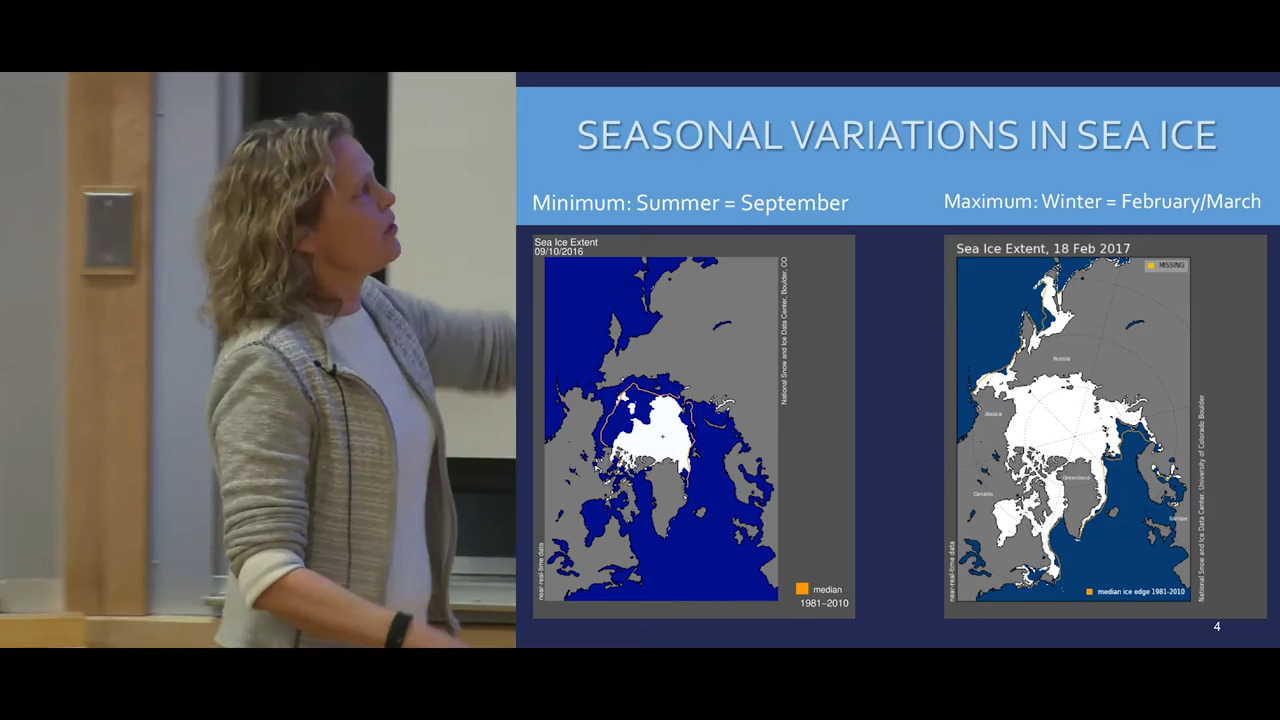 SEASONAL VARIATIONS IN SEA ICE
Minimum: Summer = September
Maximum: Winter = February/March
Sea Ice Extent
09/10/2016
National Snow and Ice Data Center, Boulder, CO
near-real-time data
median
1981–2010
Sea Ice Extent, 18 Feb 2017
MISSING
Russia
Alaska
Greenland
Canada
Europe
National Snow and Ice Data Center, University of Colorado Boulder
near-real-time data
median ice edge 1981-2010
4